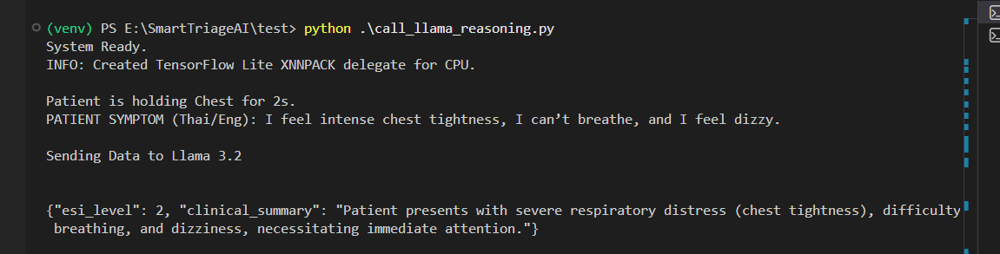 (venv) PS E:\SmartTriageAI\test> python .\call_llama_reasoning.py
System Ready.
INFO: Created TensorFlow Lite XNNPACK delegate for CPU.
Patient is holding Chest for 2s.
PATIENT SYMPTOM (Thai/Eng): I feel intense chest tightness, I can’t breathe, and I feel dizzy.
Sending Data to Llama 3.2
{"esi_level": 2, "clinical_summary": "Patient presents with severe respiratory distress (chest tightness), difficulty
breathing, and dizziness, necessitating immediate attention."}